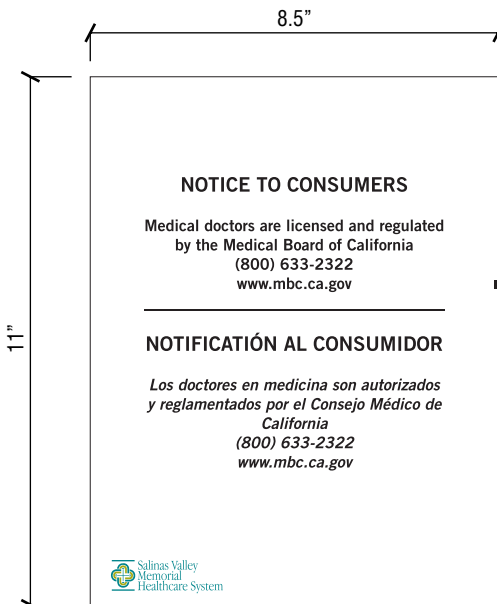 8.5”
11”
NOTICE TO CONSUMERS
Medical doctors are licensed and regulated
by the Medical Board of California
(800) 633-2322
www.mbc.ca.gov
NOTIFICATIÓN AL CONSUMIDOR
Los doctores en medicina son autorizados
y reglamentados por el Consejo Médico de
California
(800) 633-2322
www.mbc.ca.gov
Salinas Valley
Memorial
Healthcare System